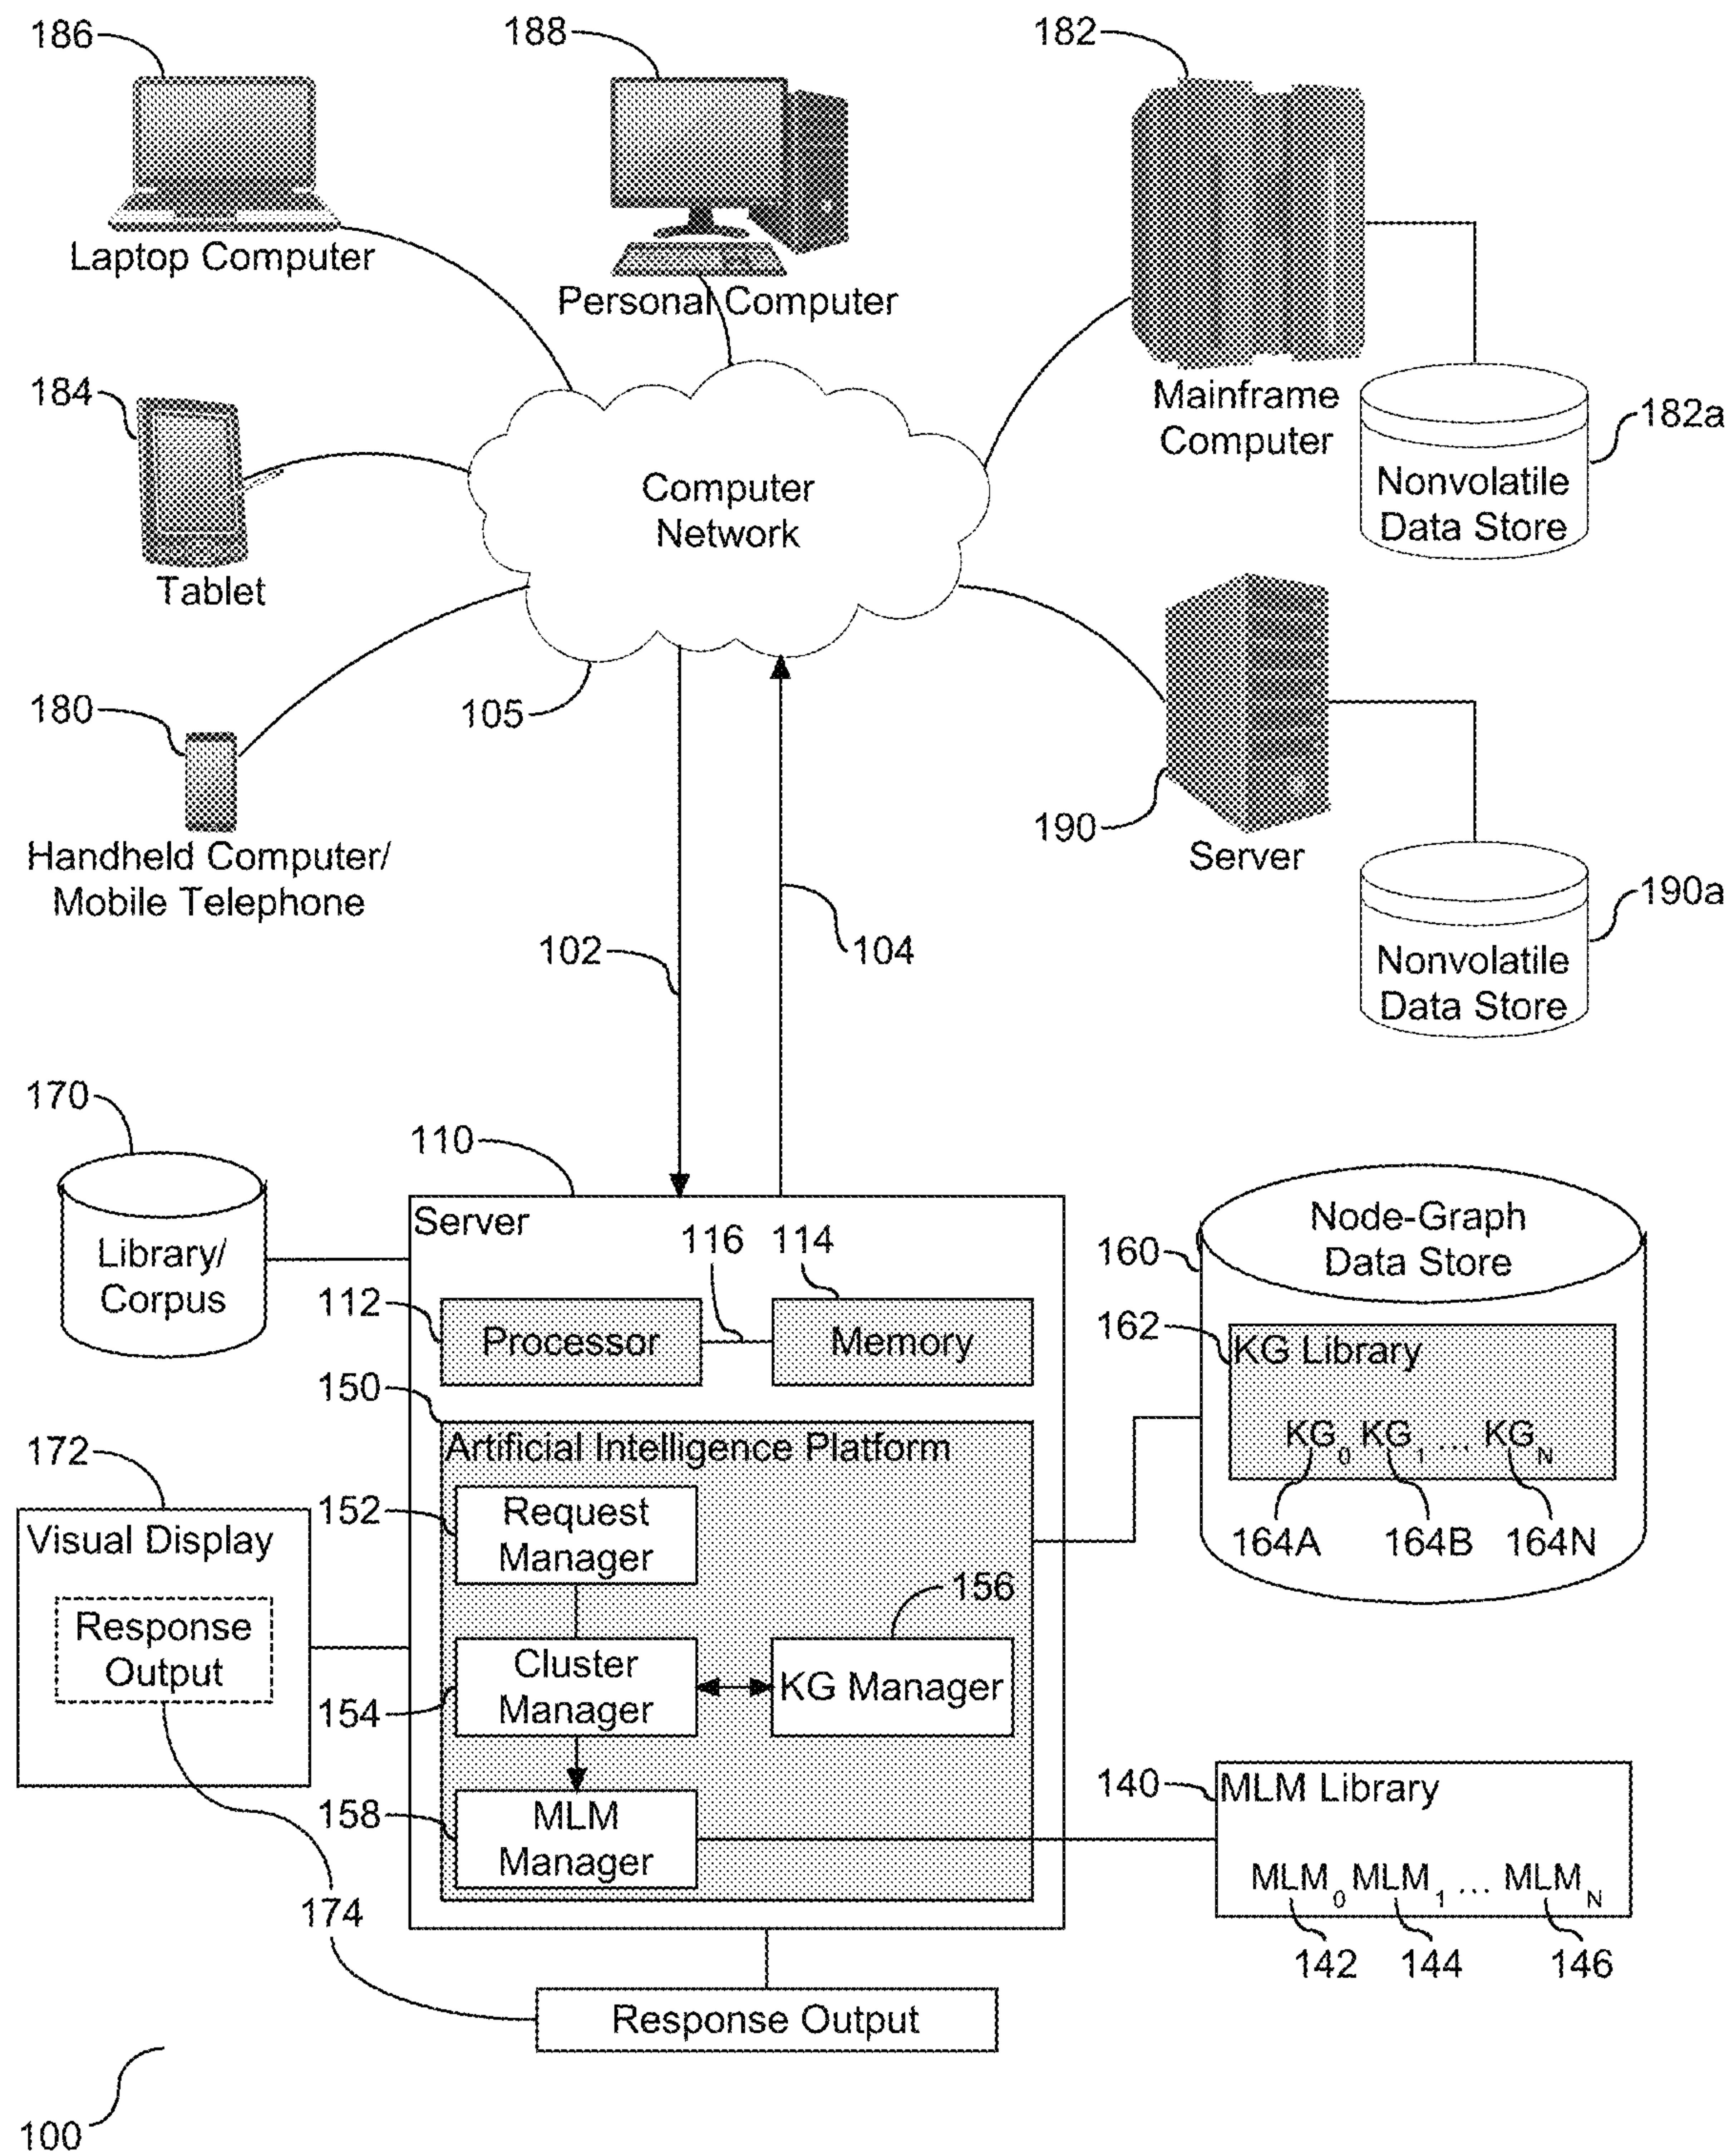 186
188
182
Laptop Computer
Personal Computer
Mainframe
Computer
182a
Nonvolatile
Data Store
184
Tablet
Computer
Network
180
105
Handheld Computer/
Mobile Telephone
190
Server
190a
Nonvolatile
Data Store
102
104
170
Library/
Corpus
110
Server
116
114
112
Processor
Memory
160
Node-Graph
Data Store
162
KG Library
KG0 KG1 ... KGN
164A
164B
164N
150
Artificial Intelligence Platform
172
Visual Display
Response
Output
152
Request
Manager
156
154
Cluster
Manager
KG Manager
158
MLM
Manager
140
MLM Library
MLM0 MLM1 ... MLMN
142
144
146
174
Response Output
100